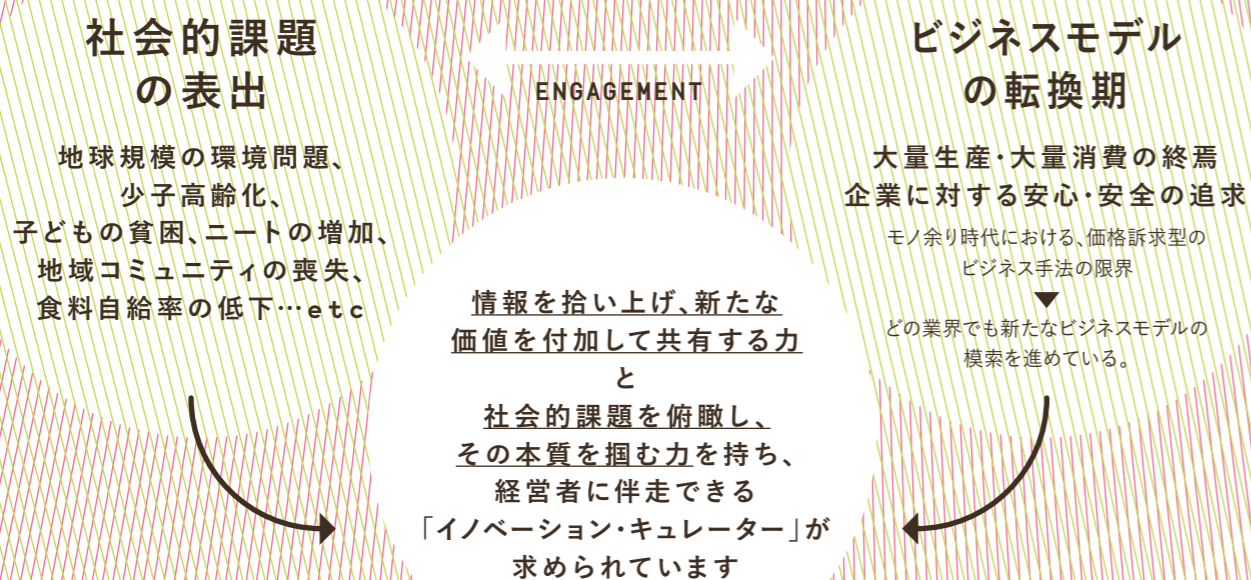 社会的課題
の表出
地球規模の環境問題、
少子高齢化、
子どもの貧困、ニートの増加、
地域コミュニティの喪失、
食料自給率の低下…etc
ENGAGEMENT
ビジネスモデル
の転換期
大量生産・大量消費の終焉
企業に対する安心・安全の追求
モノ余り時代における、価格訴求型の
ビジネス手法の限界
どの業界でも新たなビジネスモデルの
模索を進めている。
情報を拾い上げ、新たな
価値を付加して共有する力
と
社会的課題を俯瞰し、
その本質を掴む力を持ち、
経営者に伴走できる
「イノベーション・キュレーター」が
求められています